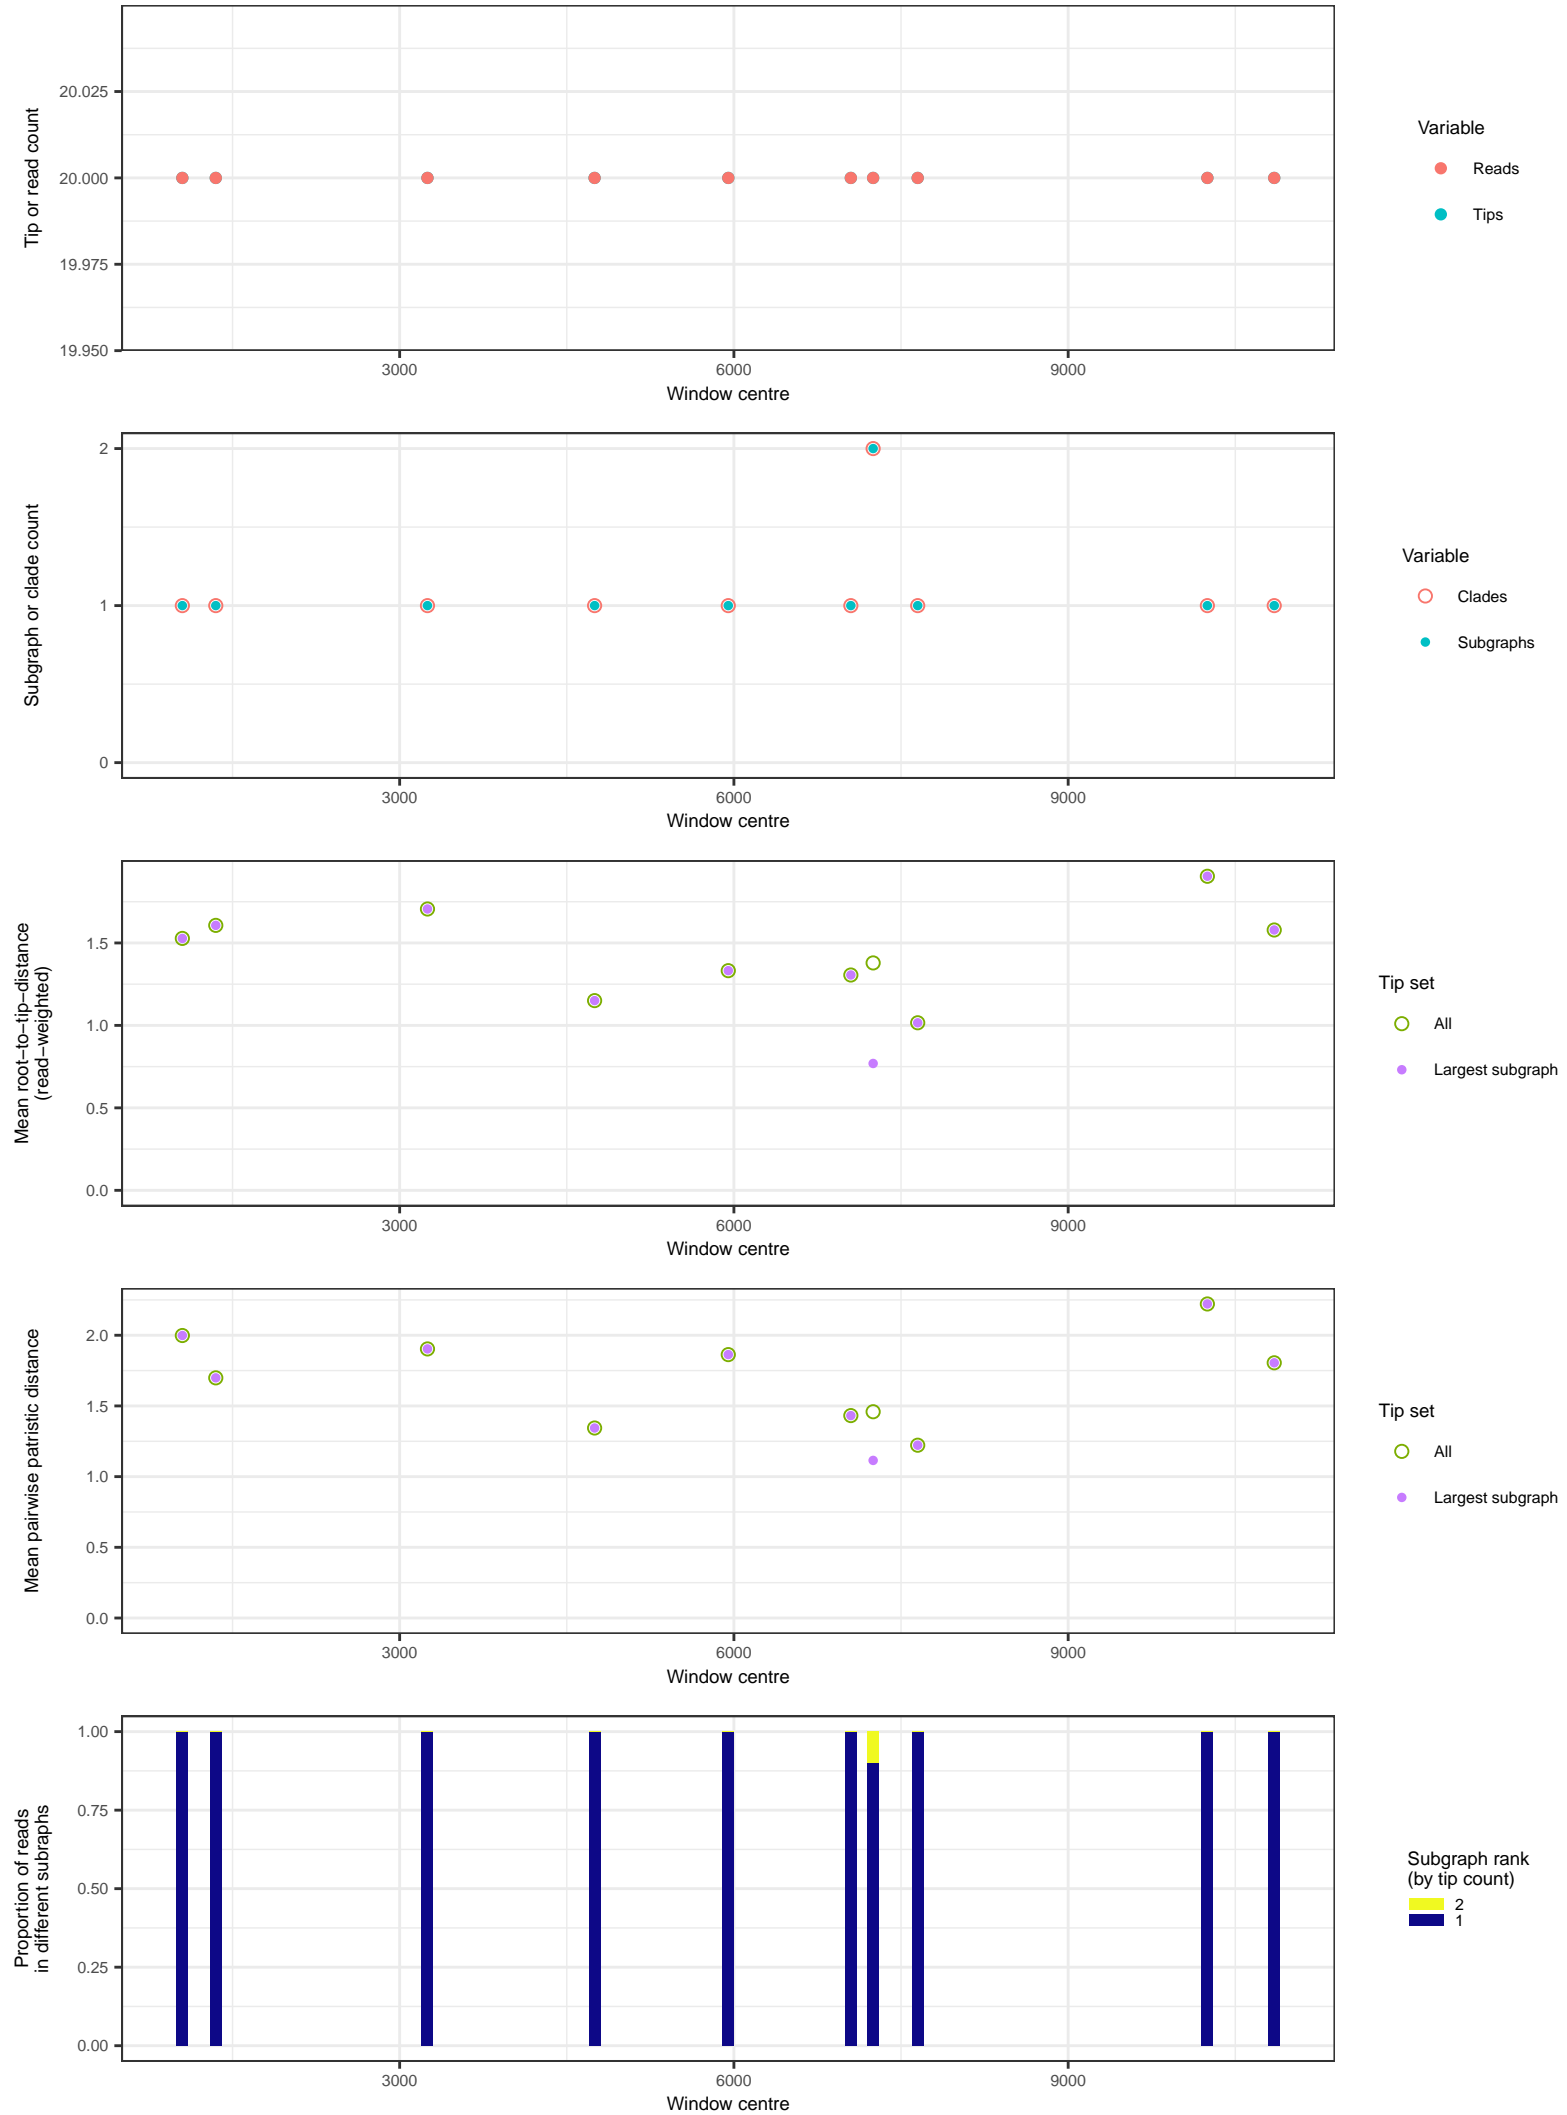 Tip or read count
20.025
20.000
19.975
19.950
3000
6000
9000
Window centre
Variable
Reads
Tips
Subgraph or clade count
2
1
0
3000
6000
9000
Window centre
Variable
Clades
Subgraphs
Mean root−to−tip−distance
(read−weighted)
1.5
1.0
0.5
0.0
3000
6000
9000
Window centre
Tip set
All
Largest subgraph
Mean pairwise patristic distance
2.0
1.5
1.0
0.5
0.0
3000
6000
9000
Window centre
Tip set
All
Largest subgraph
Proportion of reads
in different subraphs
1.00
0.75
0.50
0.25
0.00
3000
6000
9000
Window centre
Subgraph rank
(by tip count)
2
1